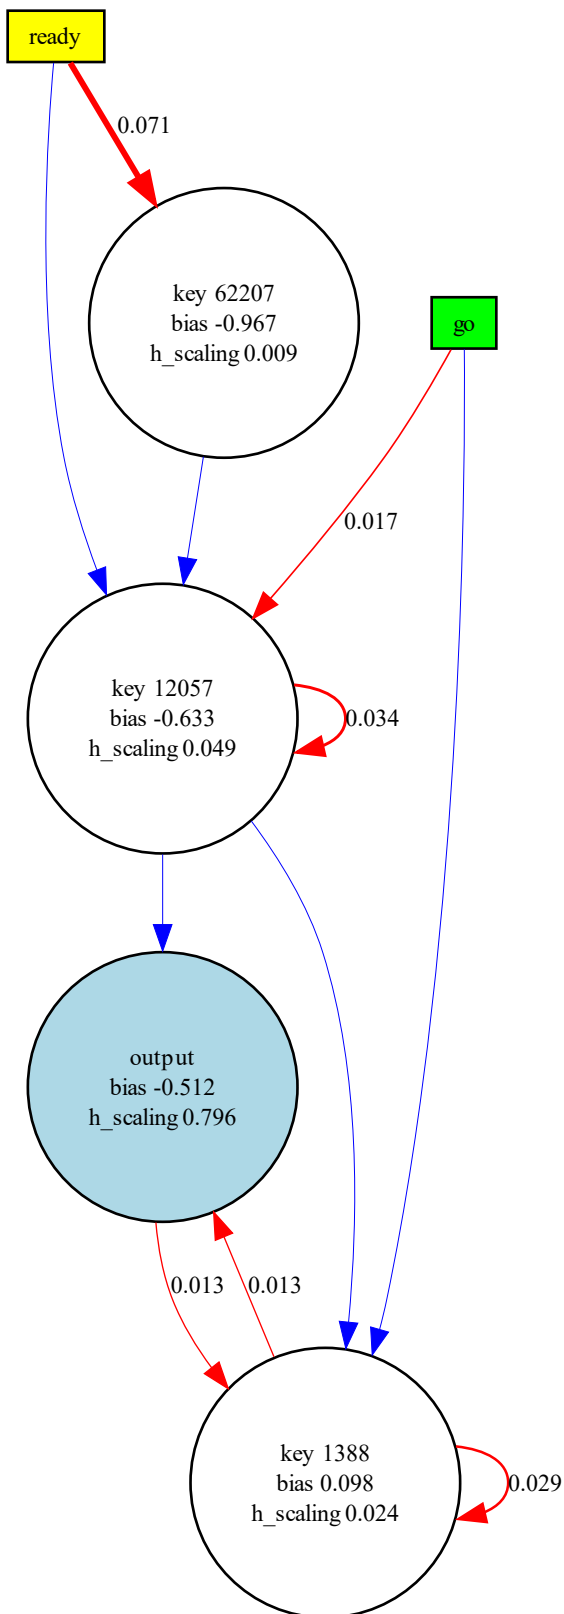 ready
0.071
key 62207
bias -0.967
h_scaling 0.009
go
0.017
key 12057
bias -0.633
h_scaling 0.049
0.034
output
bias -0.512
h_scaling 0.796
0.013
0.013
key 1388
bias 0.098
h_scaling 0.024
0.029